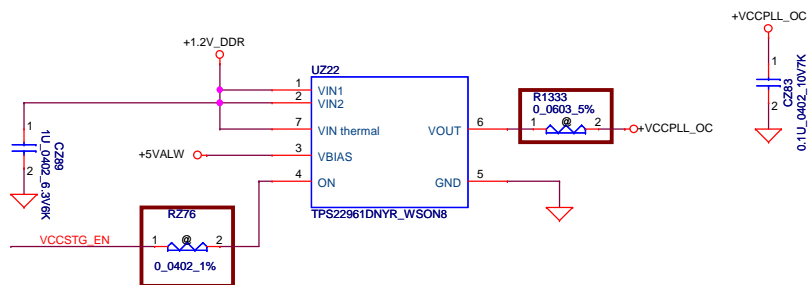 +VCCPLL_OC
+1.2V_DDR
UZ22
1
CZ83
0.1U_0402_10V7K
2
1
VIN1
2
VIN2
R1333
0_0603_5%
7
VIN thermal
VOUT
6
1
@
2
+VCCPLL_OC
1
CZ89
1U_0402_6.3V6K
2
+5VALW
3
VBIAS
4
ON
GND
5
TPS22961DNYR_WSON8
RZ76
VCCSTG_EN
1
@
2
0_0402_1%